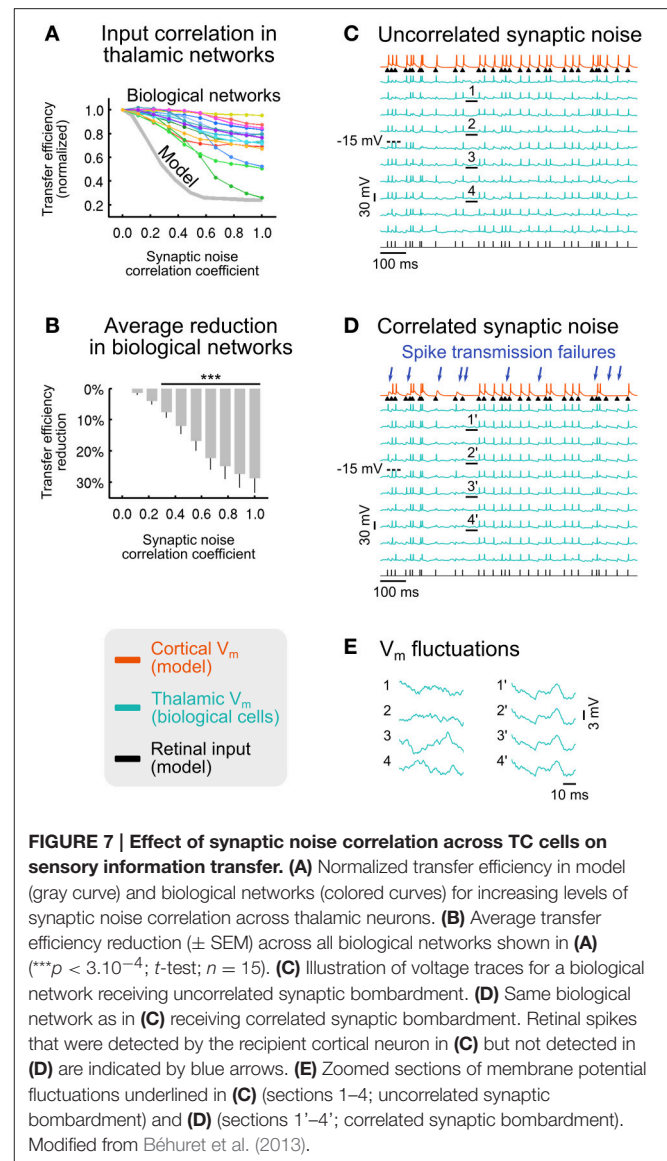 A Input correlation in
thalamic networks
Biological networks
Model
Transfer efficiency
(normalized)
1.0
0.8
0.6
0.4
0.2
0.0 0.2 0.4 0.6 0.8 1.0
Synaptic noise
correlation coefficient
B Average reduction
in biological networks
***
Transfer efficiency
reduction
0%
10%
20%
30%
0.0 0.2 0.4 0.6 0.8 1.0
Synaptic noise
correlation coefficient
Cortical Vm
(model)
Thalamic Vm
(biological cells)
Retinal input
(model)
C Uncorrelated synaptic noise
1
2
-15 mV
3
4
30 mV
100 ms
D Correlated synaptic noise
Spike transmission failures
1'
2'
-15 mV
3'
4'
30 mV
100 ms
E Vm fluctuations
1 1'
2 2'
3 3'
4 4'
3 mV
10 ms
FIGURE 7 | Effect of synaptic noise correlation across TC cells on
sensory information transfer. (A) Normalized transfer efficiency in model
(gray curve) and biological networks (colored curves) for increasing levels of
synaptic noise correlation across thalamic neurons. (B) Average transfer
efficiency reduction (± SEM) across all biological networks shown in (A)
(***p < 3.10−4; t-test; n = 15). (C) Illustration of voltage traces for a biological
network receiving uncorrelated synaptic bombardment. (D) Same biological
network as in (C) receiving correlated synaptic bombardment. Retinal spikes
that were detected by the recipient cortical neuron in (C) but not detected in
(D) are indicated by blue arrows. (E) Zoomed sections of membrane potential
fluctuations underlined in (C) (sections 1–4; uncorrelated synaptic
bombardment) and (D) (sections 1'–4'; correlated synaptic bombardment).
Modified from Béhuret et al. (2013).